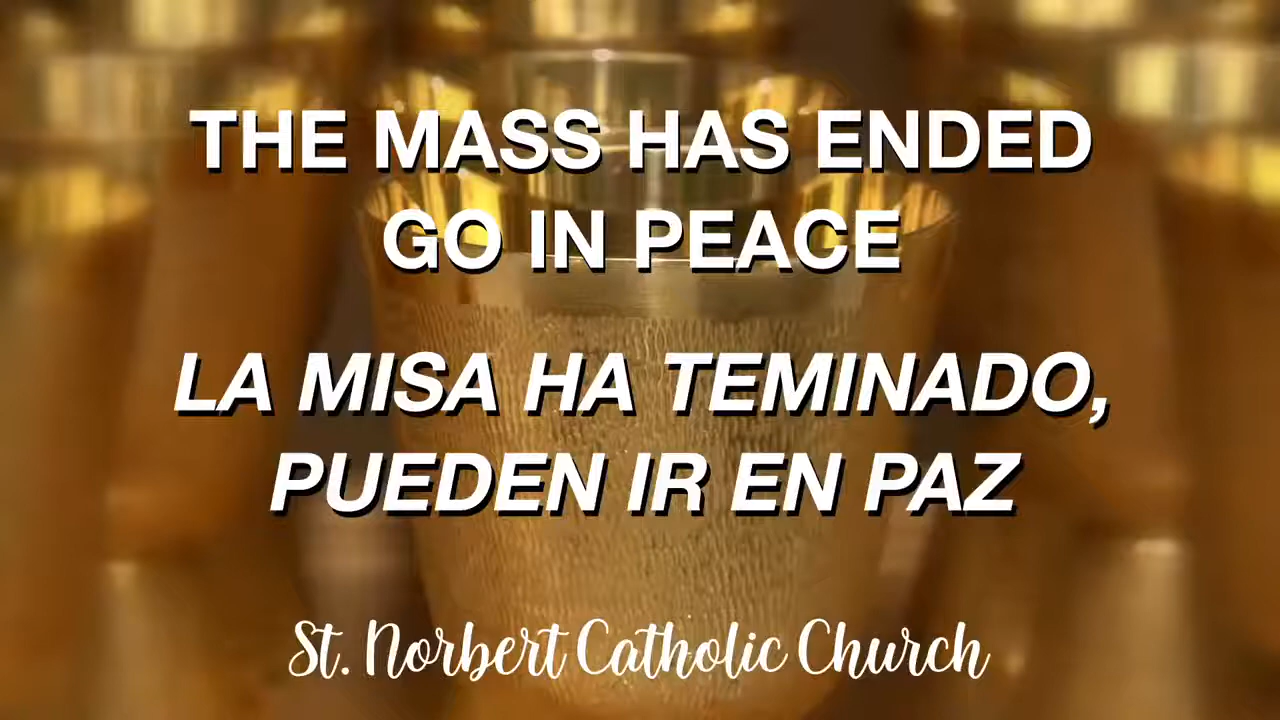 THE MASS HAS ENDED
GO IN PEACE
LA MISA HA TEMINADO,
PUEDEN IR EN PAZ
St. Norbert Catholic Church